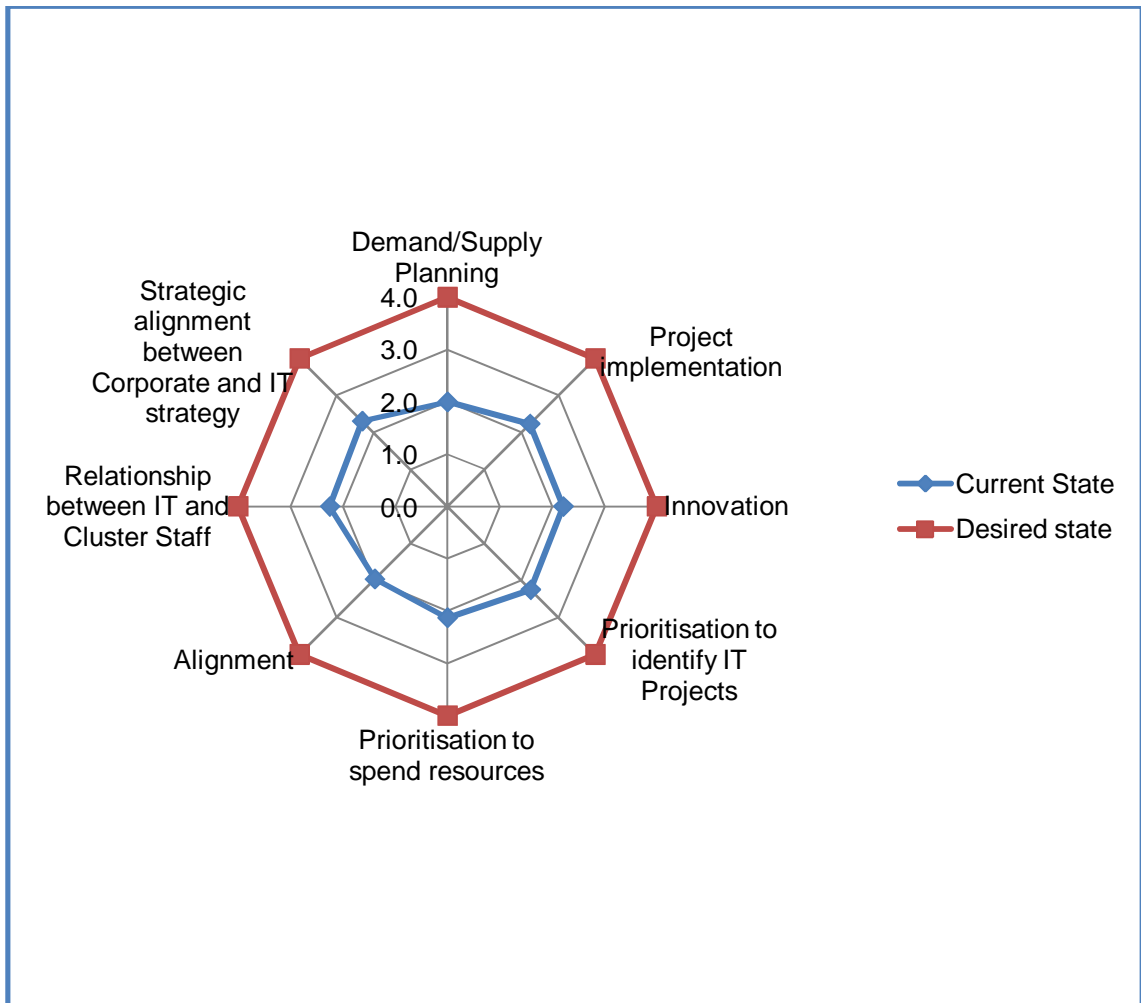 Demand/Supply
Planning
4.0
3.0
2.0
1.0
0.0
Project
implementation
Innovation
Prioritisation to
identify IT
Projects
Prioritisation to
spend resources
Alignment
Relationship
between IT and
Cluster Staff
Strategic
alignment
between
Corporate and IT
strategy
Current State
Desired state